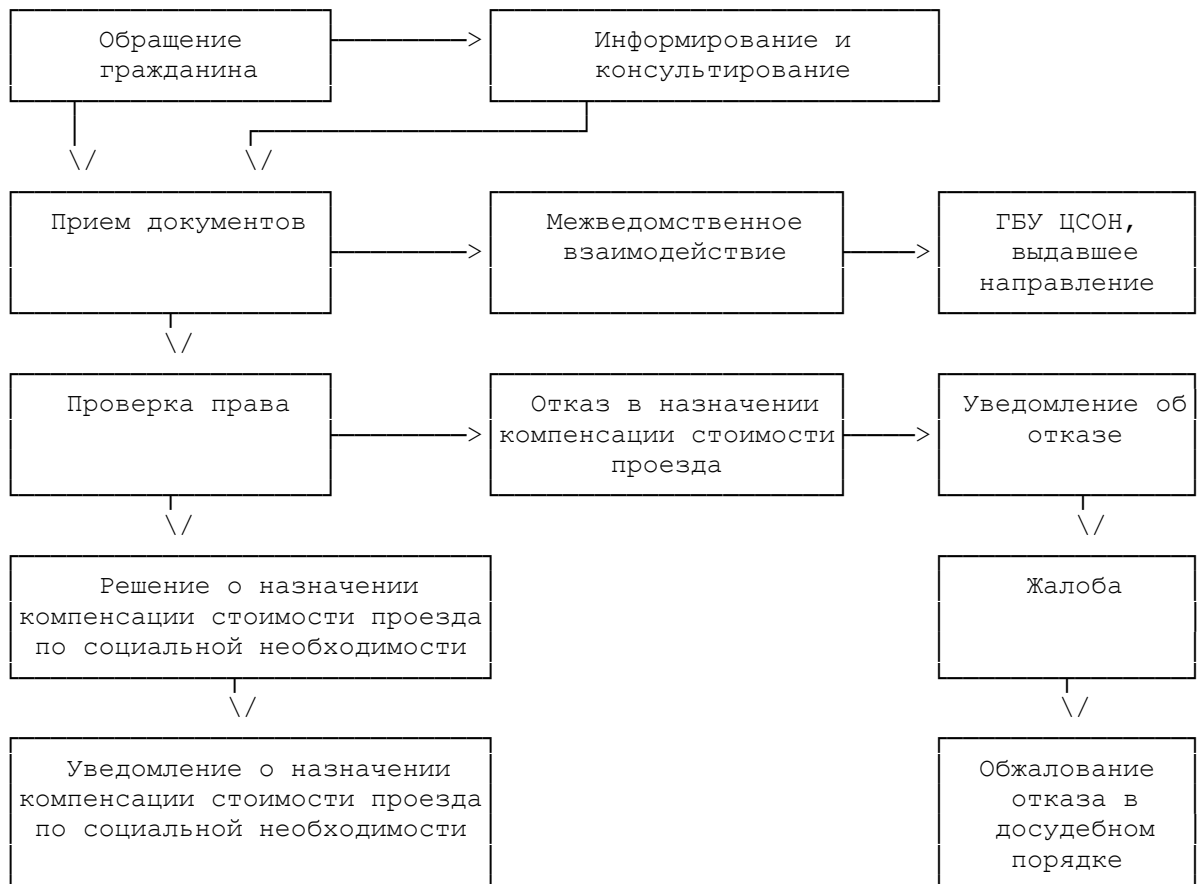 Обращение
гражданина
Информирование и
консультирование
Прием документов
Межведомственное
взаимодействие
ГБУ ЦСОН,
выдавшее
направление
Проверка права
Отказ в назначении
компенсации стоимости
проезда
Уведомление об
отказе
Решение о назначении
компенсации стоимости проезда
по социальной необходимости
Жалоба
Уведомление о назначении
компенсации стоимости проезда
по социальной необходимости
Обжалование
отказа в
досудебном
порядке